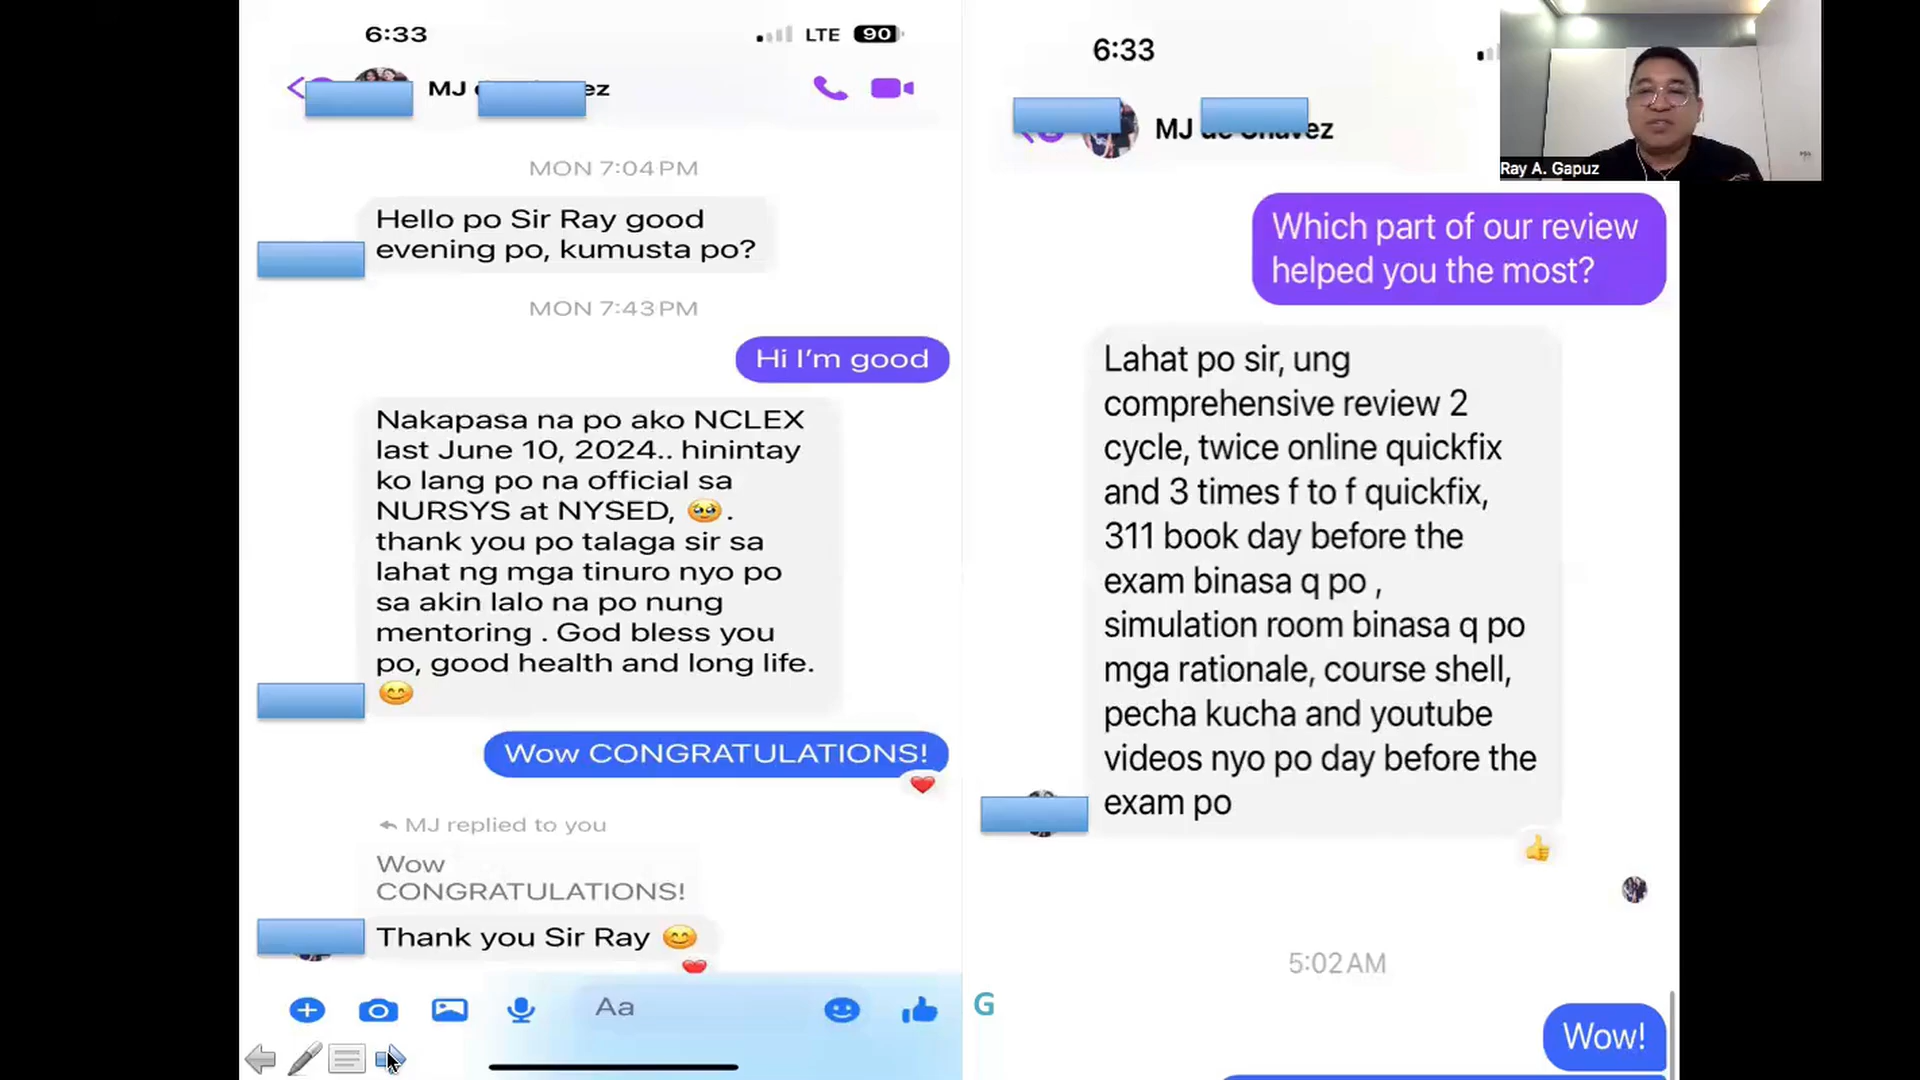 6:33
LTE 90
MJ
ez
MON 7:04 PM
Hello po Sir Ray good
evening po, kumusta po?
MON 7:43 PM
Hi I'm good
Nakapasa na po ako NCLEX
last June 10, 2024.. hinintay
ko lang po na official sa
NURSYS at NYSED, 🥹 .
thank you po talaga sir sa
lahat ng mga tinuro nyo po
sa akin lalo na po nung
mentoring . God bless you
po, good health and long life.
😊
Wow CONGRATULATIONS!
MJ replied to you
Wow
CONGRATULATIONS!
Thank you Sir Ray 😊
Aa
6:33
MJ
Which part of our review
helped you the most?
Lahat po sir, ung
comprehensive review 2
cycle, twice online quickfix
and 3 times f to f quickfix,
311 book day before the
exam binasa q po ,
simulation room binasa q po
mga rationale, course shell,
pecha kucha and youtube
videos nyo po day before the
exam po
5:02 AM
Wow!
G
Ray A. Gapuz